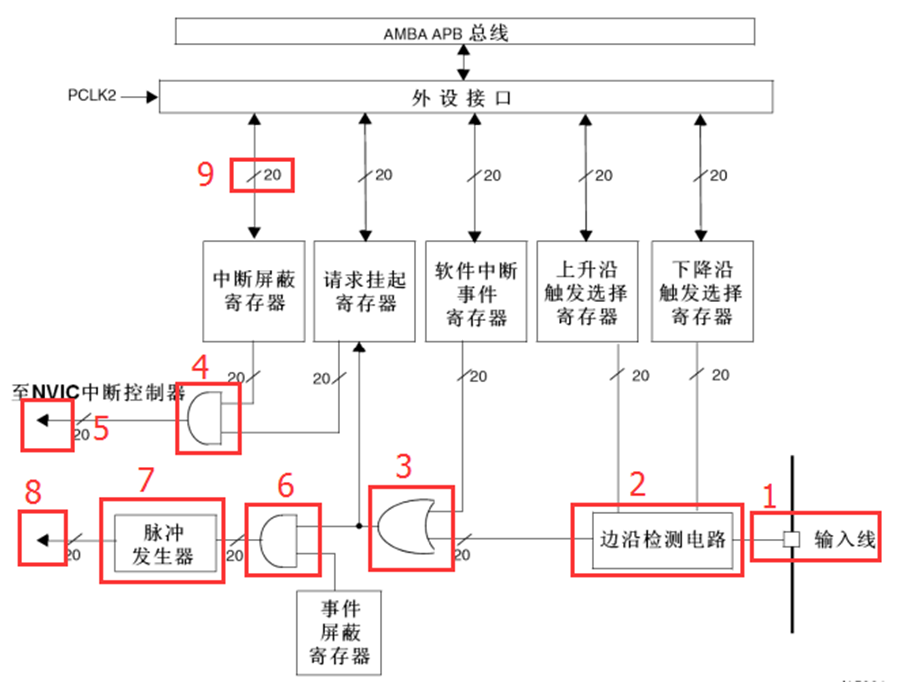 AMBA APB 总线
PCLK2
外设接口
9
20
20
20
20
20
中断屏蔽
寄存器
请求挂起
寄存器
软件中断
事件
寄存器
上升沿
触发选择
寄存器
下降沿
触发选择
寄存器
4
20
20
20
20
20
至NVIC中断控制器
5
20
3
2
1
8
7
6
20
脉冲
发生器
20
20
边沿检测电路
输入线
事件
屏蔽
寄存器